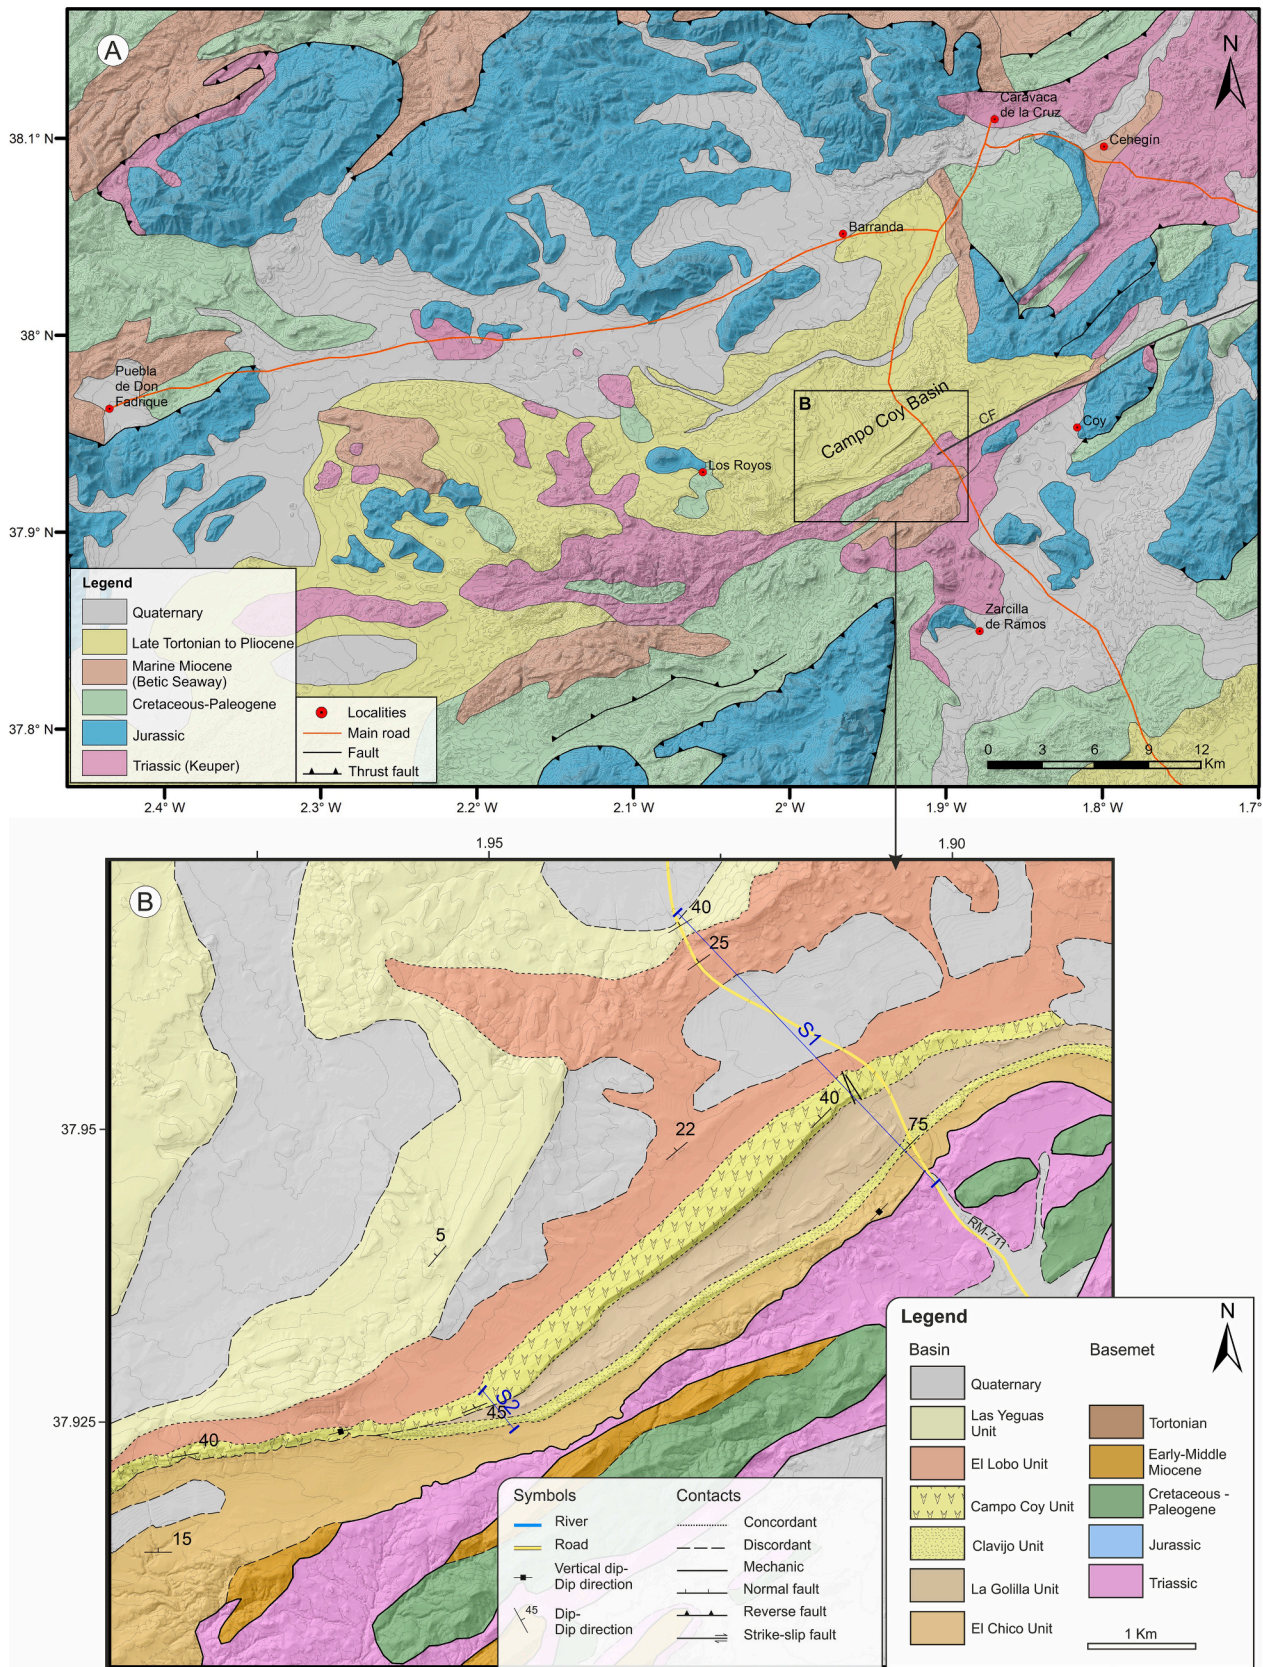 A
N
Caravaca
de la Cruz
38.1° N
Cehegín
Barranda
38° N
Puebla
de Don
Fadrique
B
Campo Coy Basin
CF
Coy
Los Royos
37.9° N
Legend
Quaternary
Late Tortonian to Pliocene
Marine Miocene
(Betic Seaway)
Cretaceous-Paleogene
Jurassic
Triassic (Keuper)
Localities
Main road
Fault
Thrust fault
Zarcilla
de Ramos
37.8° N
0 3 6 9 12
Km
2.4° W 2.3° W 2.2° W 2.1° W 2° W 1.9° W 1.8° W 1.7°
1.95 1.90
B
40
25
S1
40
75
37.95
22
RM-711
5
S2
45
37.925
40
15
Symbols
River
Road
Vertical dip-
Dip direction
45
Dip-
Dip direction
Contacts
Concordant
Discordant
Mechanic
Normal fault
Reverse fault
Strike-slip fault
Legend
N
Basin
Quaternary
Las Yeguas
Unit
El Lobo Unit
Campo Coy Unit
Clavijo Unit
La Golilla Unit
El Chico Unit
Basemet
Tortonian
Early-Middle
Miocene
Cretaceous -
Paleogene
Jurassic
Triassic
1 Km